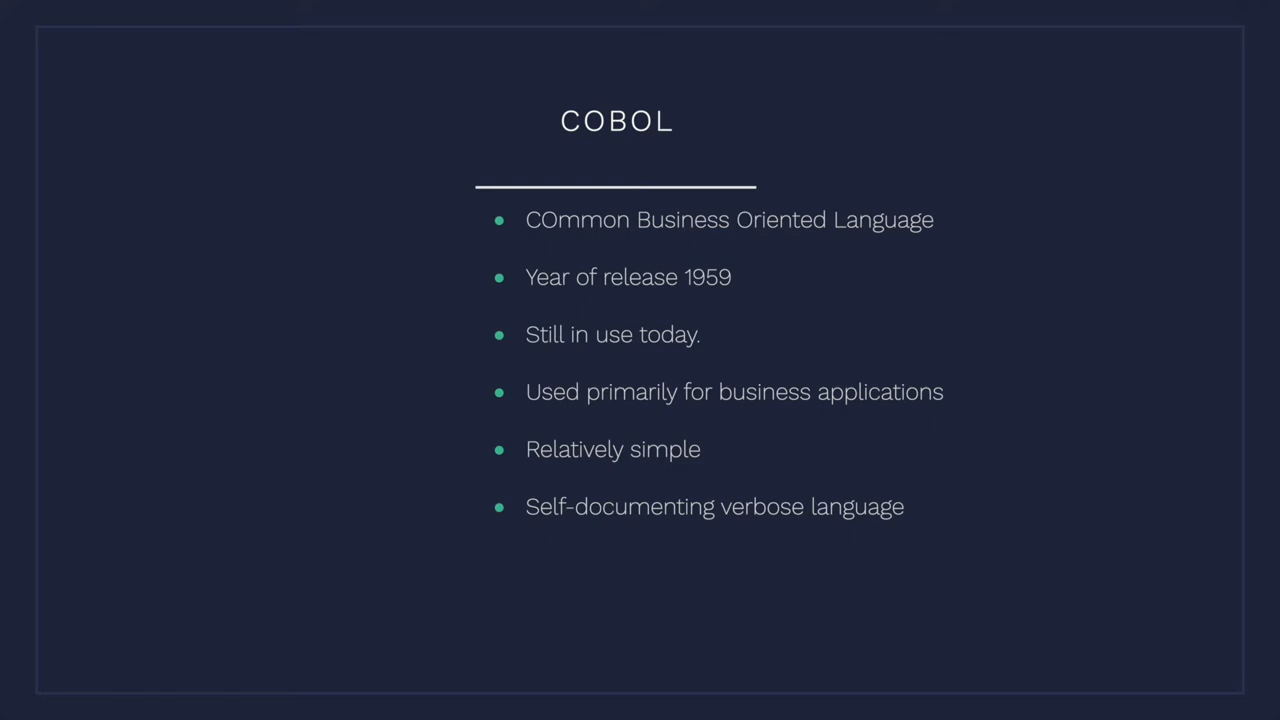 COBOL
COmmon Business Oriented Language
Year of release 1959
Still in use today.
Used primarily for business applications
Relatively simple
Self-documenting verbose language